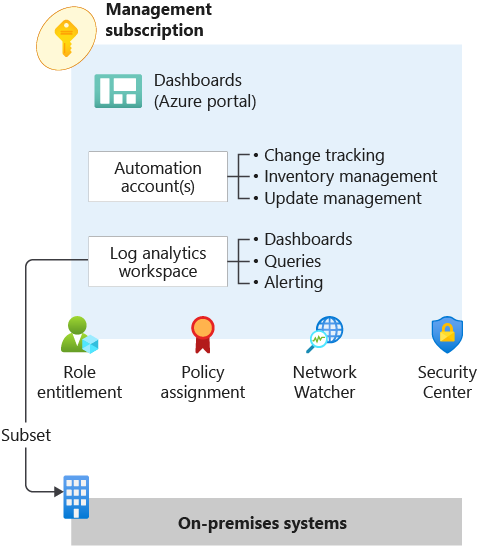 Management
subscription
Dashboards
(Azure portal)
Automation
account(s)
• Change tracking
• Inventory management
• Update management
Log analytics
workspace
• Dashboards
• Queries
• Alerting
Role
entitlement
Policy
assignment
Network
Watcher
Security
Center
Subset
On-premises systems